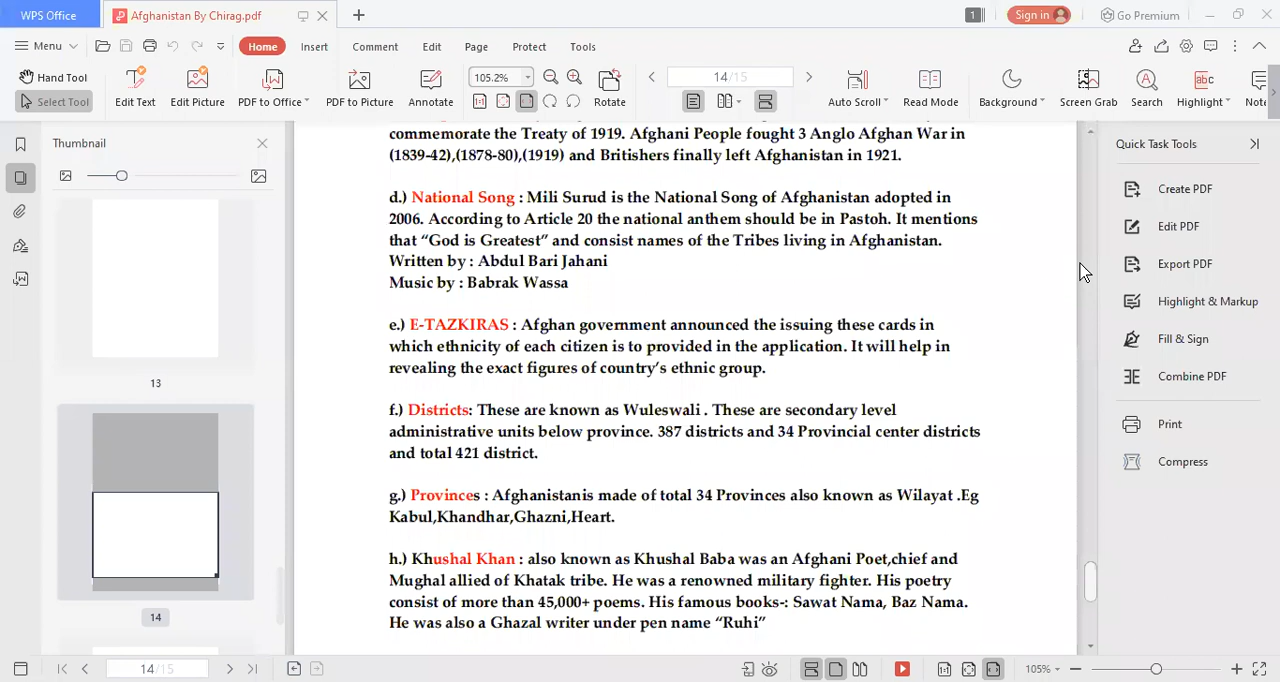 WPS Office
Afghanistan By Chirag.pdf
1
Sign in
Go Premium
Menu
Home
Insert
Comment
Edit
Page
Protect
Tools
Hand Tool
Select Tool
Edit Text
Edit Picture
PDF to Office
PDF to Picture
Annotate
105.2%
Rotate
14/15
Auto Scroll
Read Mode
Background
Screen Grab
Search
Highlight
Note
Thumbnail
13
14
commemorate the Treaty of 1919. Afghani People fought 3 Anglo Afghan War in
(1839-42),(1878-80),(1919) and Britishers finally left Afghanistan in 1921.
d.) National Song : Mili Surud is the National Song of Afghanistan adopted in
2006. According to Article 20 the national anthem should be in Pastoh. It mentions
that “God is Greatest” and consist names of the Tribes living in Afghanistan.
Written by : Abdul Bari Jahani
Music by : Babrak Wassa
e.) E-TAZKIRAS : Afghan government announced the issuing these cards in
which ethnicity of each citizen is to provided in the application. It will help in
revealing the exact figures of country’s ethnic group.
f.) Districts: These are known as Wuleswali . These are secondary level
administrative units below province. 387 districts and 34 Provincial center districts
and total 421 district.
g.) Provinces : Afghanistanis made of total 34 Provinces also known as Wilayat .Eg
Kabul,Khandhar,Ghazni,Heart.
h.) Khushal Khan : also known as Khushal Baba was an Afghani Poet,chief and
Mughal allied of Khatak tribe. He was a renowned military fighter. His poetry
consist of more than 45,000+ poems. His famous books-: Sawat Nama, Baz Nama.
He was also a Ghazal writer under pen name “Ruhi”
Quick Task Tools
Create PDF
Edit PDF
Export PDF
Highlight & Markup
Fill & Sign
Combine PDF
Print
Compress
14/15
105%